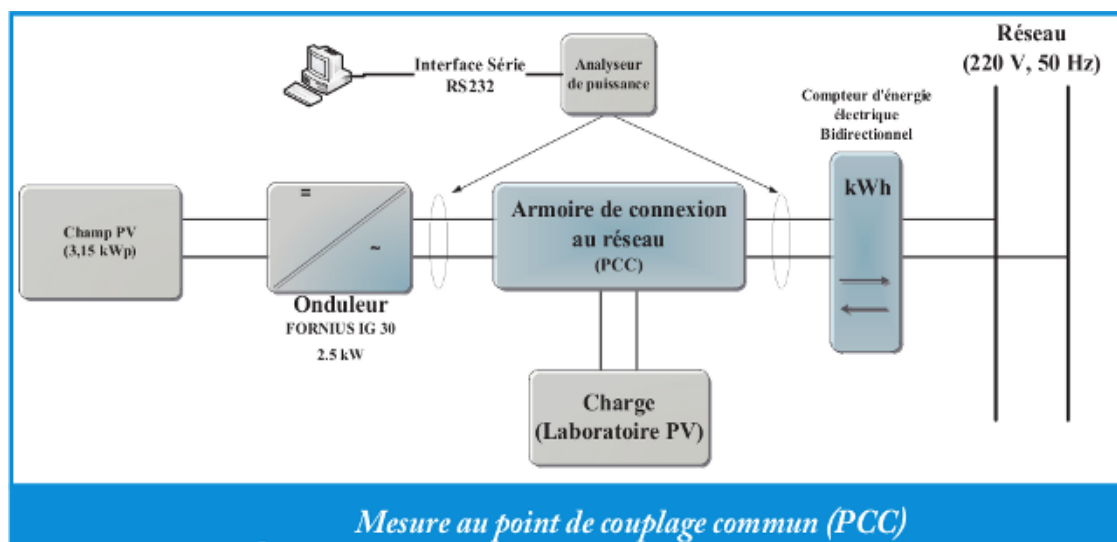 Réseau
(220 V, 50 Hz)
Interface Série
RS232
Analyseur
de puissance
Compteur d'énergie
électrique
Bidirectionnel
kWh
Champ PV
(3,15 kWp)
=
~
Onduleur
FORNIUS IG 30
2.5 kW
Armoire de connexion
au réseau
(PCC)
Charge
(Laboratoire PV)
Mesure au point de couplage commun (PCC)